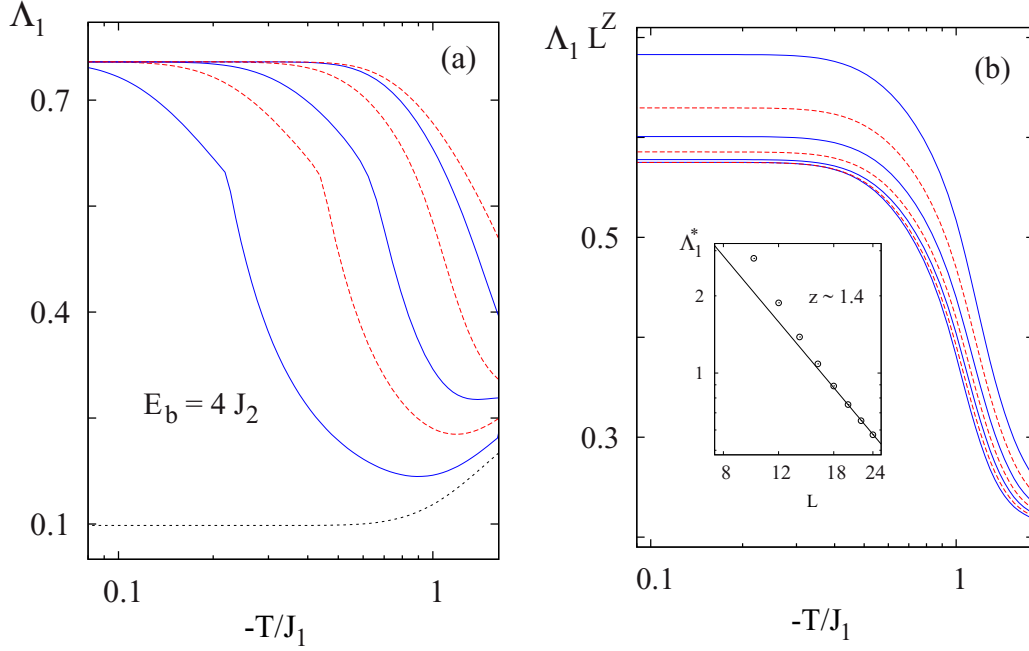 Λ₁
(a)
0.7
0.4
E_b = 4 J₂
0.1
0.1
1
-T/J₁
Λ₁ L^Z
(b)
0.5
0.3
Λ₁*
2
1
z ~ 1.4
8
12
18
24
L
0.1
1
-T/J₁